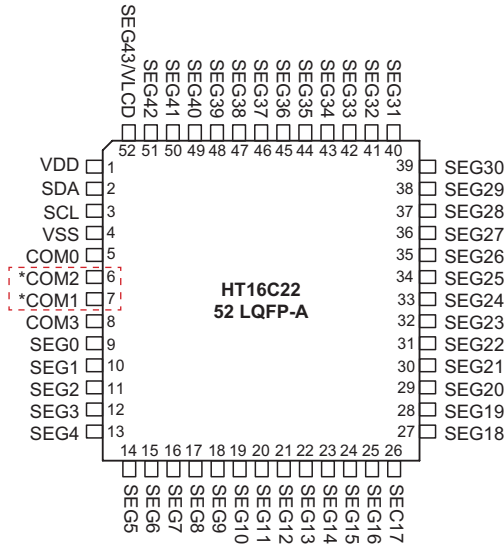 SEG43/VLCD
SEG42
SEG41
SEG40
SEG39
SEG38
SEG37
SEG36
SEG35
SEG34
SEG33
SEG32
SEG31
52 51 50 49 48 47 46 45 44 43 42 41 40
VDD 1
SDA 2
SCL 3
VSS 4
COM0 5
*COM2 6
*COM1 7
COM3 8
SEG0 9
SEG1 10
SEG2 11
SEG3 12
SEG4 13
HT16C22
52 LQFP-A
39 SEG30
38 SEG29
37 SEG28
36 SEG27
35 SEG26
34 SEG25
33 SEG24
32 SEG23
31 SEG22
30 SEG21
29 SEG20
28 SEG19
27 SEG18
14 15 16 17 18 19 20 21 22 23 24 25 26
SEG5
SEG6
SEG7
SEG8
SEG9
SEG10
SEG11
SEG12
SEG13
SEG14
SEG15
SEG16
SEC17